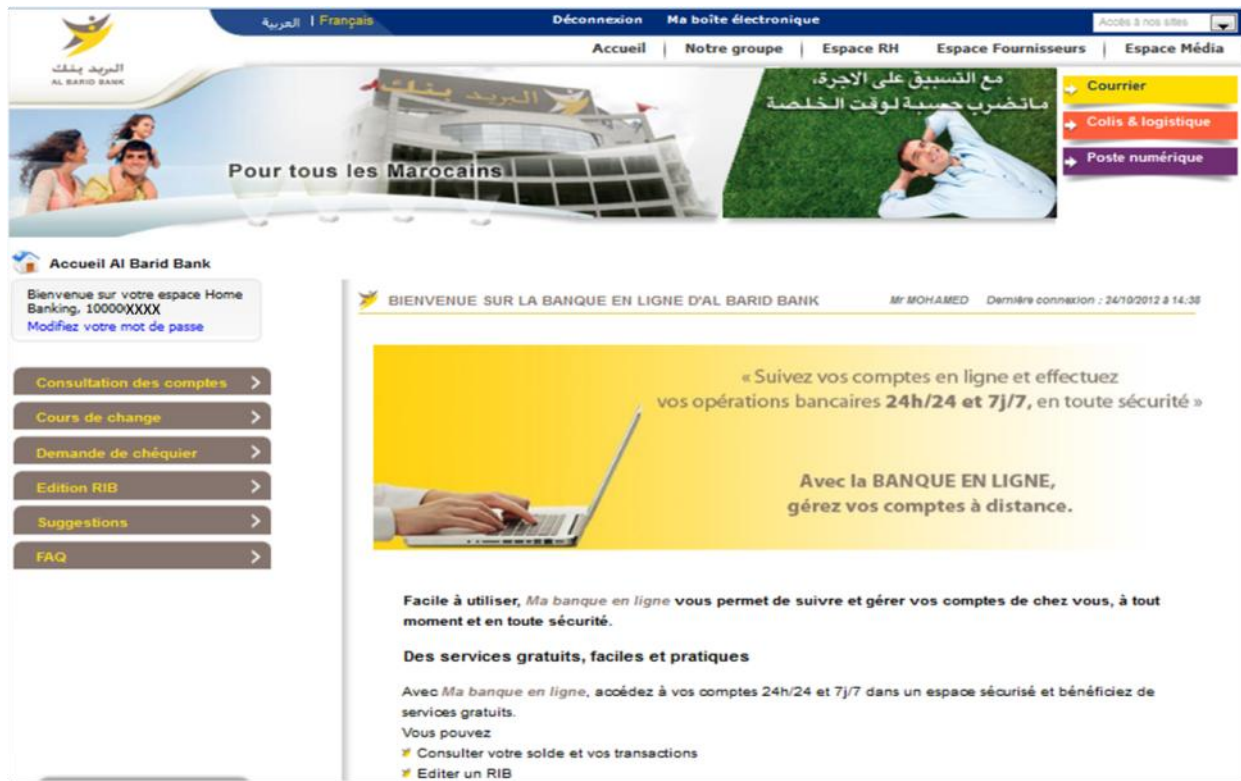 العربية | Français
Déconnexion Ma boîte électronique
Accès à nos sites
Accueil | Notre groupe | Espace RH Espace Fournisseurs | Espace Média
البريد بنك
AL BARID BANK
البريد بنك
مع التسبيق على الاجرة،
ماتضرب حسبة لوقت الخلصة
Pour tous les Marocains
Courrier
Colis & logistique
Poste numérique
Accueil Al Barid Bank
Bienvenue sur votre espace Home
Banking, 10000XXXX
Modifiez votre mot de passe
Consultation des comptes
Cours de change
Demande de chéquier
Edition RIB
Suggestions
FAQ
BIENVENUE SUR LA BANQUE EN LIGNE D'AL BARID BANK Mr MOHAMED Dernière connexion : 24/10/2012 à 14:38
« Suivez vos comptes en ligne et effectuez
vos opérations bancaires 24h/24 et 7j/7, en toute sécurité »
Avec la BANQUE EN LIGNE,
gérez vos comptes à distance.
Facile à utiliser, Ma banque en ligne vous permet de suivre et gérer vos comptes de chez vous, à tout
moment et en toute sécurité.
Des services gratuits, faciles et pratiques
Avec Ma banque en ligne, accédez à vos comptes 24h/24 et 7j/7 dans un espace sécurisé et bénéficiez de
services gratuits.
Vous pouvez
Consulter votre solde et vos transactions
Editer un RIB